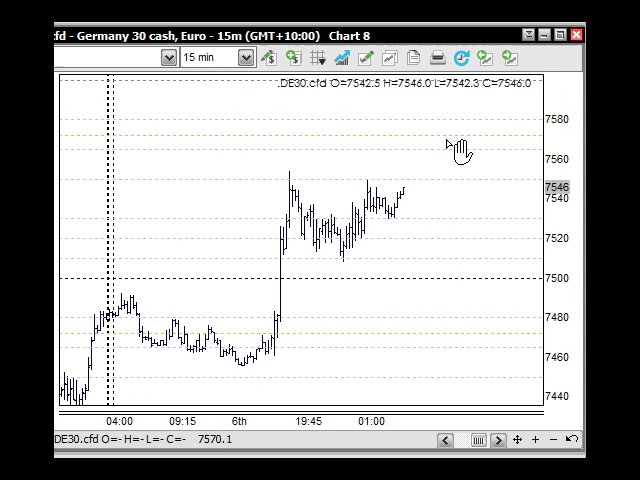 cfd - Germany 30 cash, Euro - 15m (GMT+10:00) Chart 8
15 min
.DE30.cfd O=7542.5 H=7546.0 L=7542.3 C=7546.0
7580
7560
7546
7540
7520
7500
7480
7460
7440
04:00 09:15 6th 19:45 01:00
DE30.cfd O=- H=- L=- C=- 7570.1